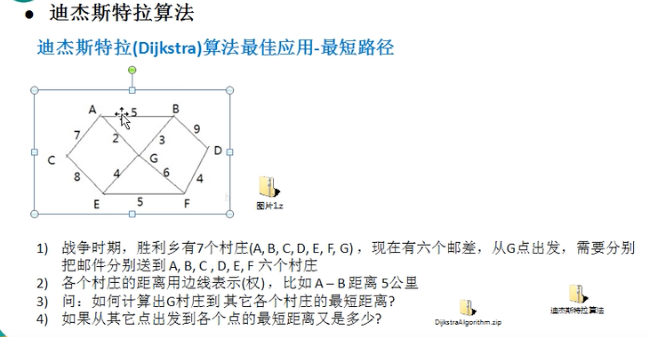 迪杰斯特拉算法
迪杰斯特拉(Dijkstra)算法最佳应用-最短路径
A
5
B
7
2
3
9
C
G
D
8
4
6
4
E
5
F
图片1.z
1) 战争时期，胜利乡有7个村庄(A, B, C, D, E, F, G) ，现在有六个邮差，从G点出发，需要分别
把邮件分别送到 A, B, C , D, E, F 六个村庄
2) 各个村庄的距离用边线表示(权) ，比如 A – B 距离 5公里
3) 问：如何计算出G村庄到 其它各个村庄的最短距离?
4) 如果从其它点出发到各个点的最短距离又是多少?
DijkstraAlgorithm.zip
迪杰斯特拉算法